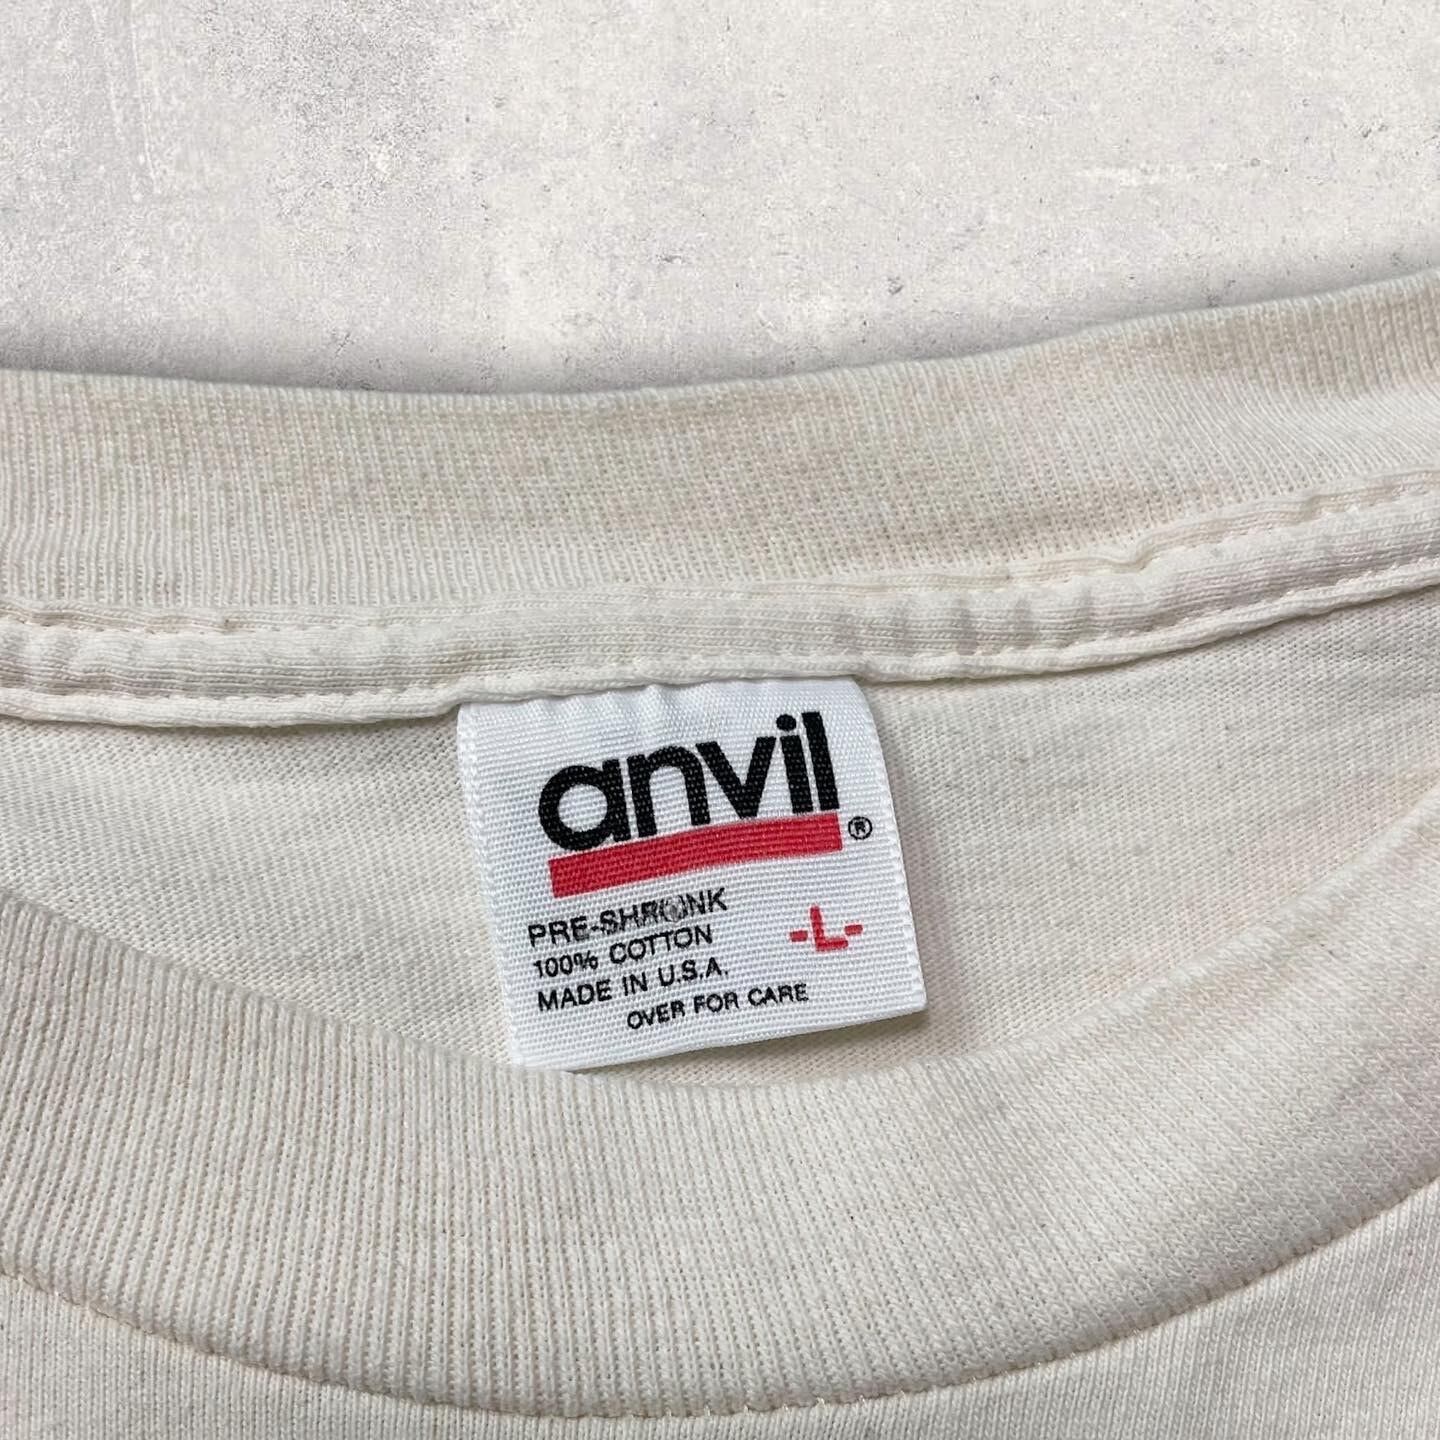 anvil®
PRE-SHRUNK
100% COTTON
MADE IN U.S.A.
-L-
OVER FOR CARE